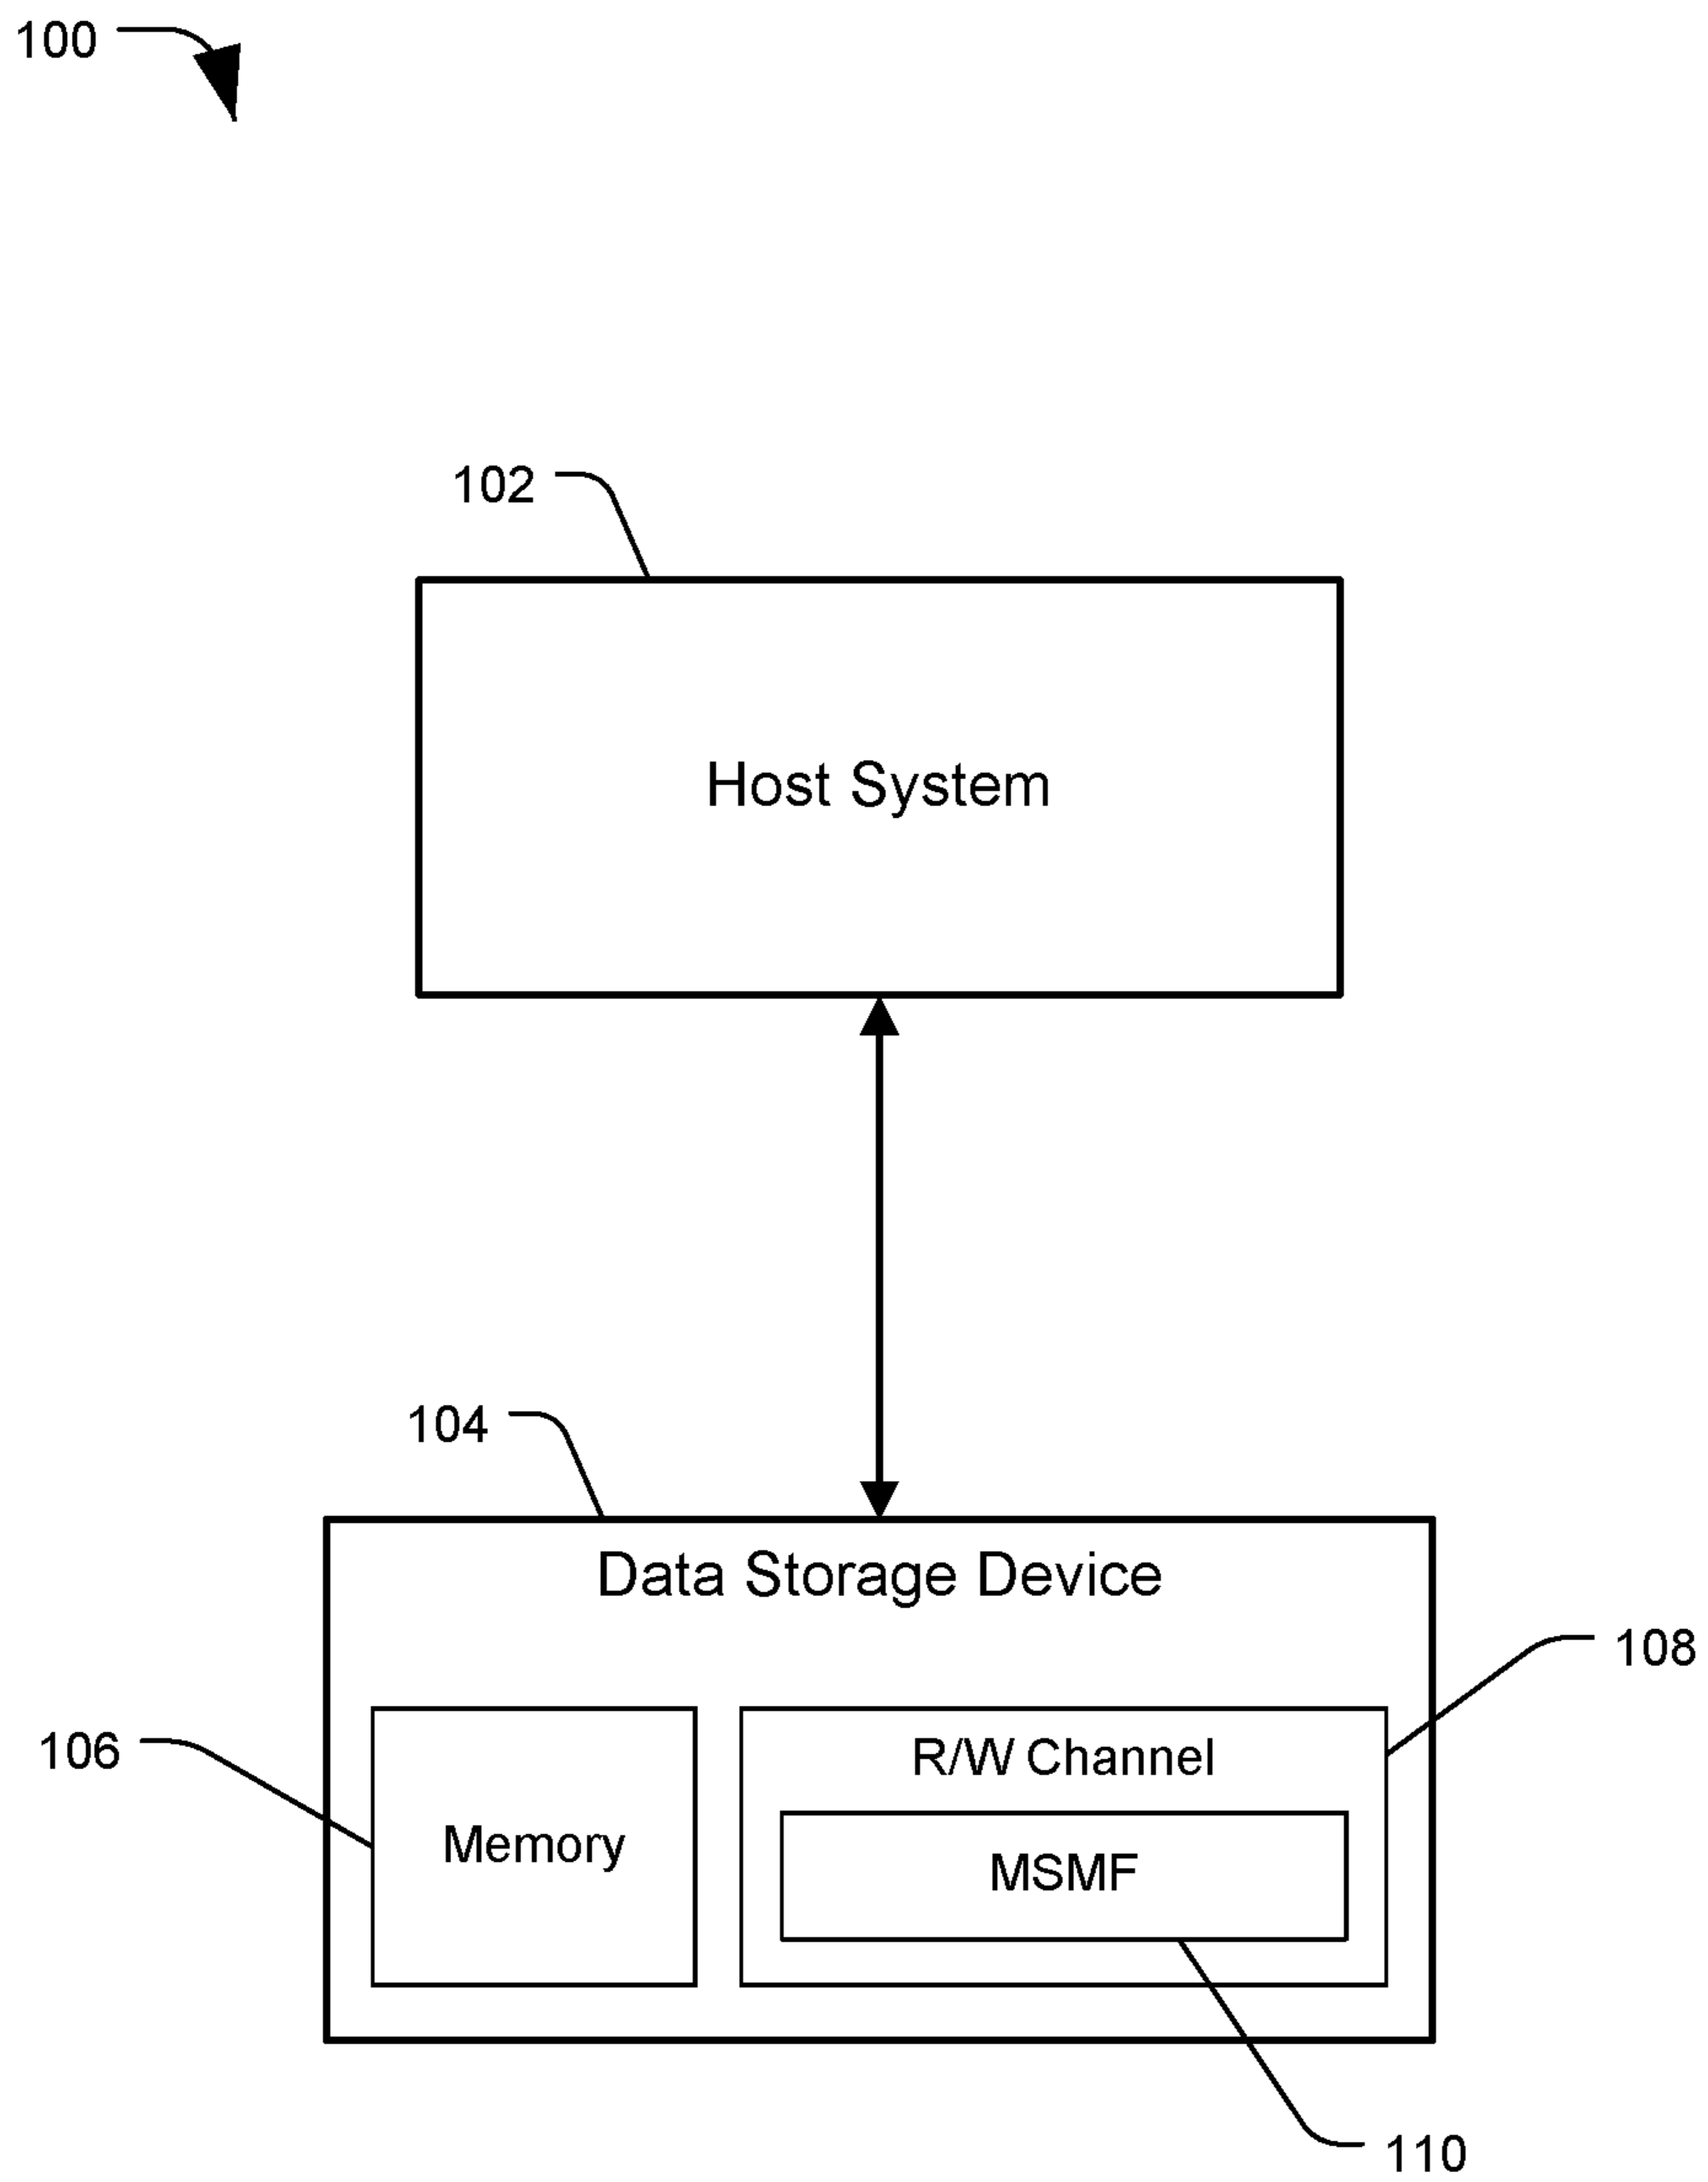 100
102
Host System
104
Data Storage Device
108
106
R/W Channel
Memory
MSMF
110